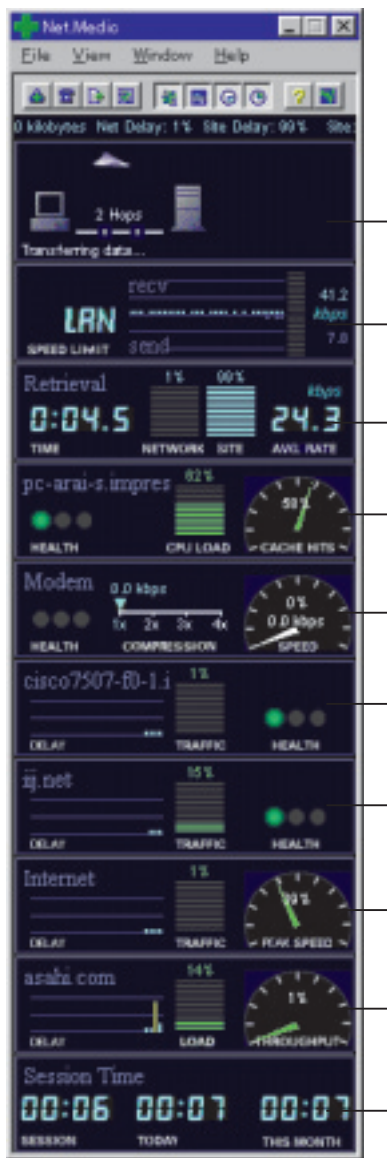 Net.Medic
File View Window Help
0 kilobytes Net Delay: 1% Site Delay: 99% Site:
2 Hops
Transferring data...
recv
41.2
LAN
kbps
7.0
SPEED LIMIT send
Retrieval 1% 99% kbps
0:04.5 24.3
TIME NETWORK SITE AVG. RATE
pc-arai-s.impres 62%
58%
HEALTH CPU LOAD CACHE HITS
Modem 0.0 kbps
0%
1x 2x 3x 4x 0.0 kbps
HEALTH COMPRESSION SPEED
cisco7507-f0-1.i 1%
DELAY TRAFFIC HEALTH
iij.net 15%
DELAY TRAFFIC HEALTH
Internet 1%
DELAY TRAFFIC PEAK SPEED
asahi.com 14%
1%
DELAY LOAD THROUGHPUT
Session Time
00:06 00:07 00:07
SESSION TODAY THIS MONTH